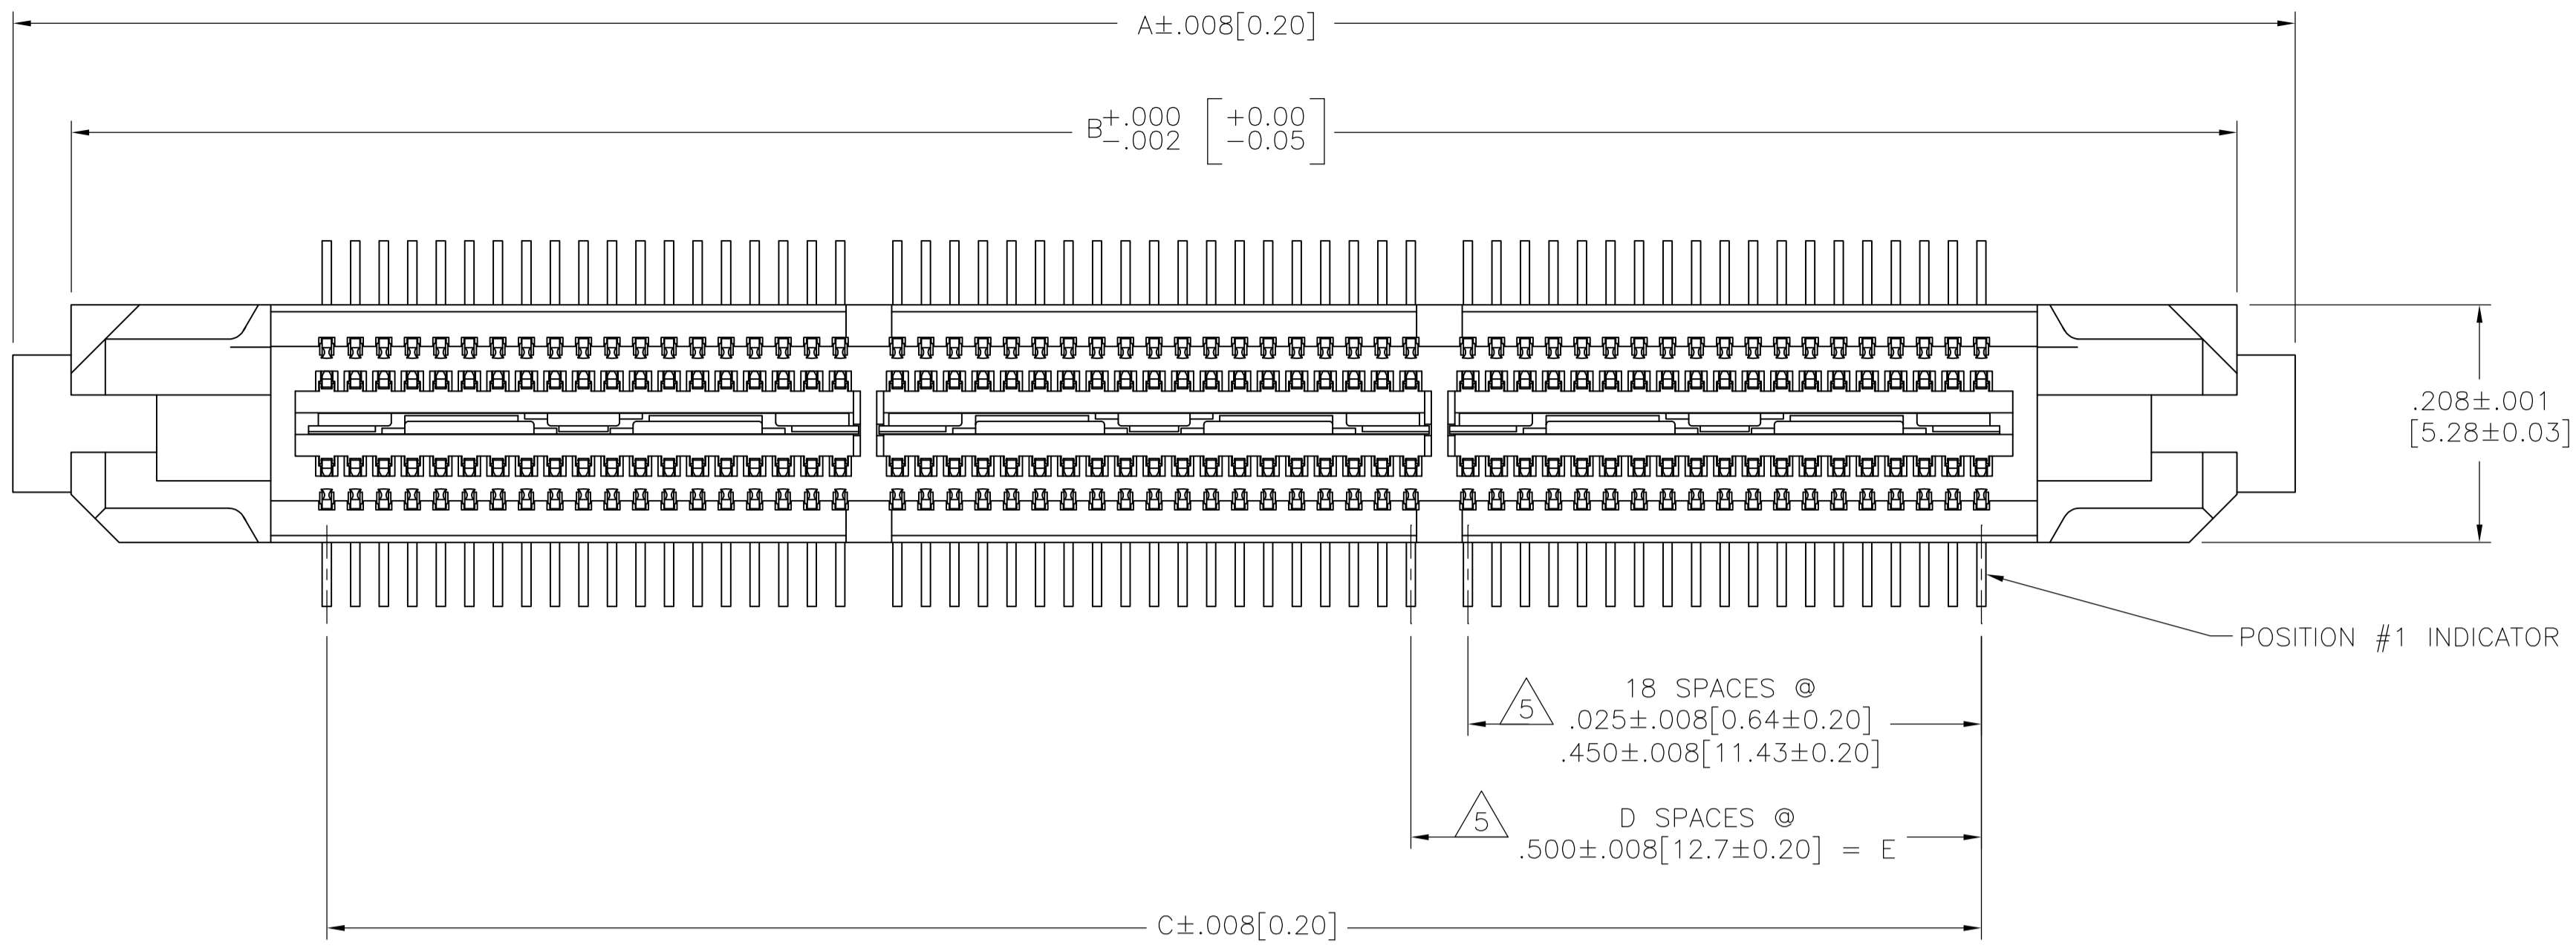 A±.008[0.20]
B+.000 [+0.00
-.002 -0.05]
.208±.001
[5.28±0.03]
POSITION #1 INDICATOR
5 18 SPACES @
.025±.008[0.64±0.20]
.450±.008[11.43±0.20]
5 D SPACES @
.500±.008[12.7±0.20] = E
C±.008[0.20]